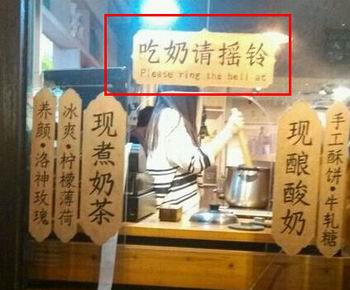 吃奶请摇铃
Please ring the bell at
养颜·洛神玫瑰
冰爽·柠檬薄荷
现煮奶茶
现酿酸奶
手工酥饼·牛轧糖